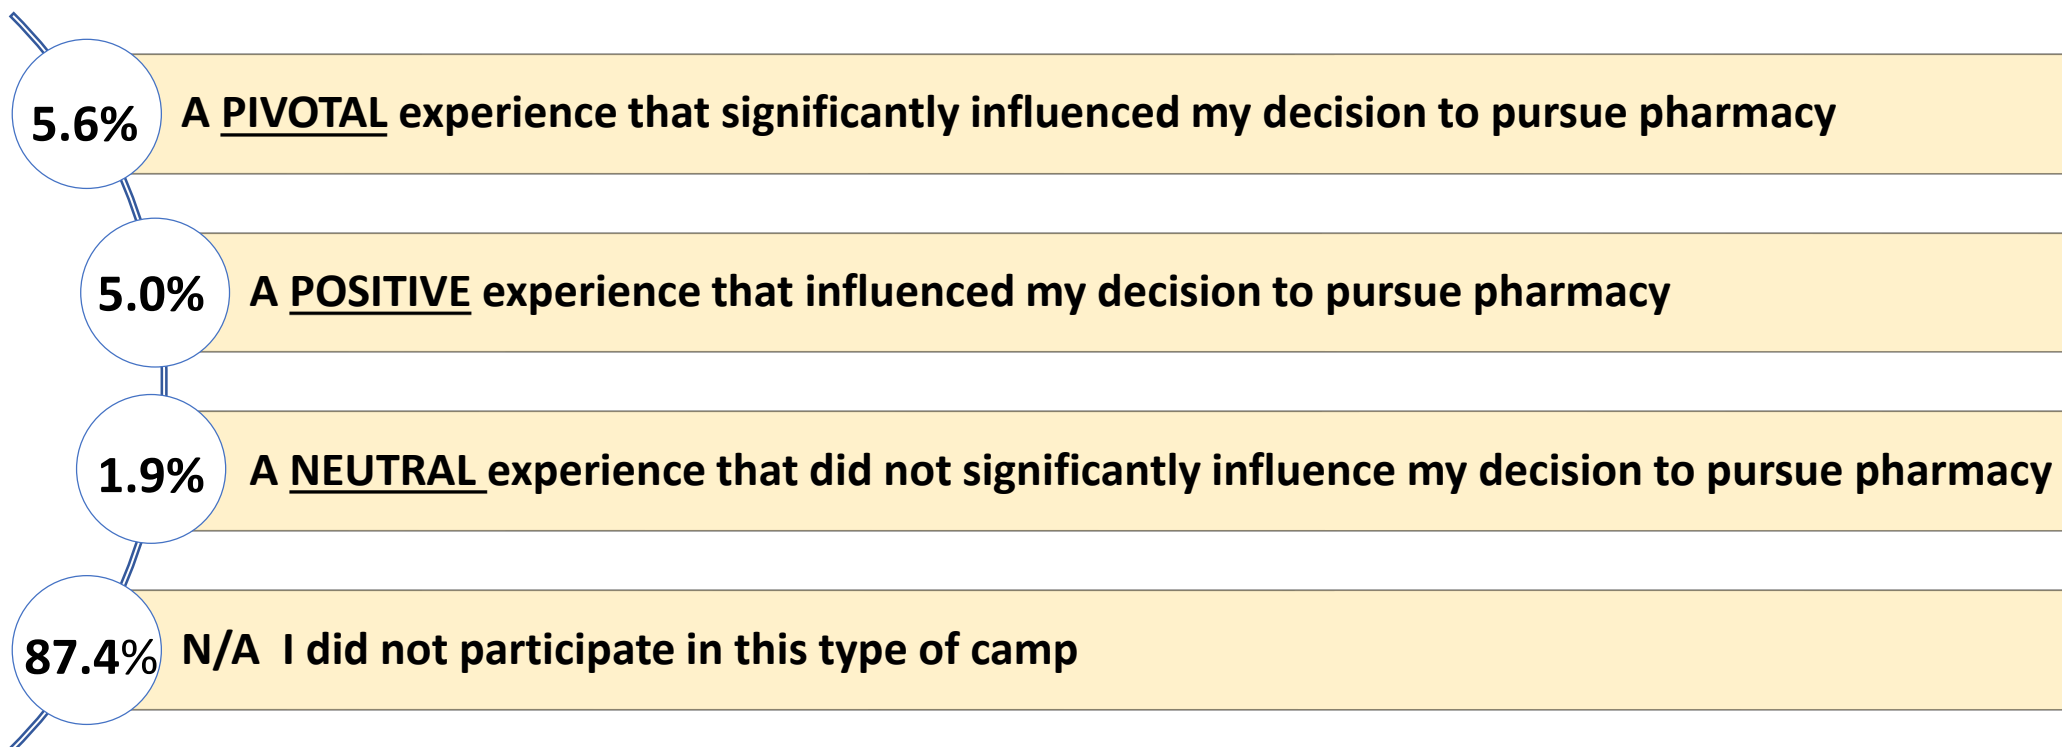 5.6%
A PIVOTAL experience that significantly influenced my decision to pursue pharmacy
5.0%
A POSITIVE experience that influenced my decision to pursue pharmacy
1.9%
A NEUTRAL experience that did not significantly influence my decision to pursue pharmacy
87.4%
N/A  I did not participate in this type of camp